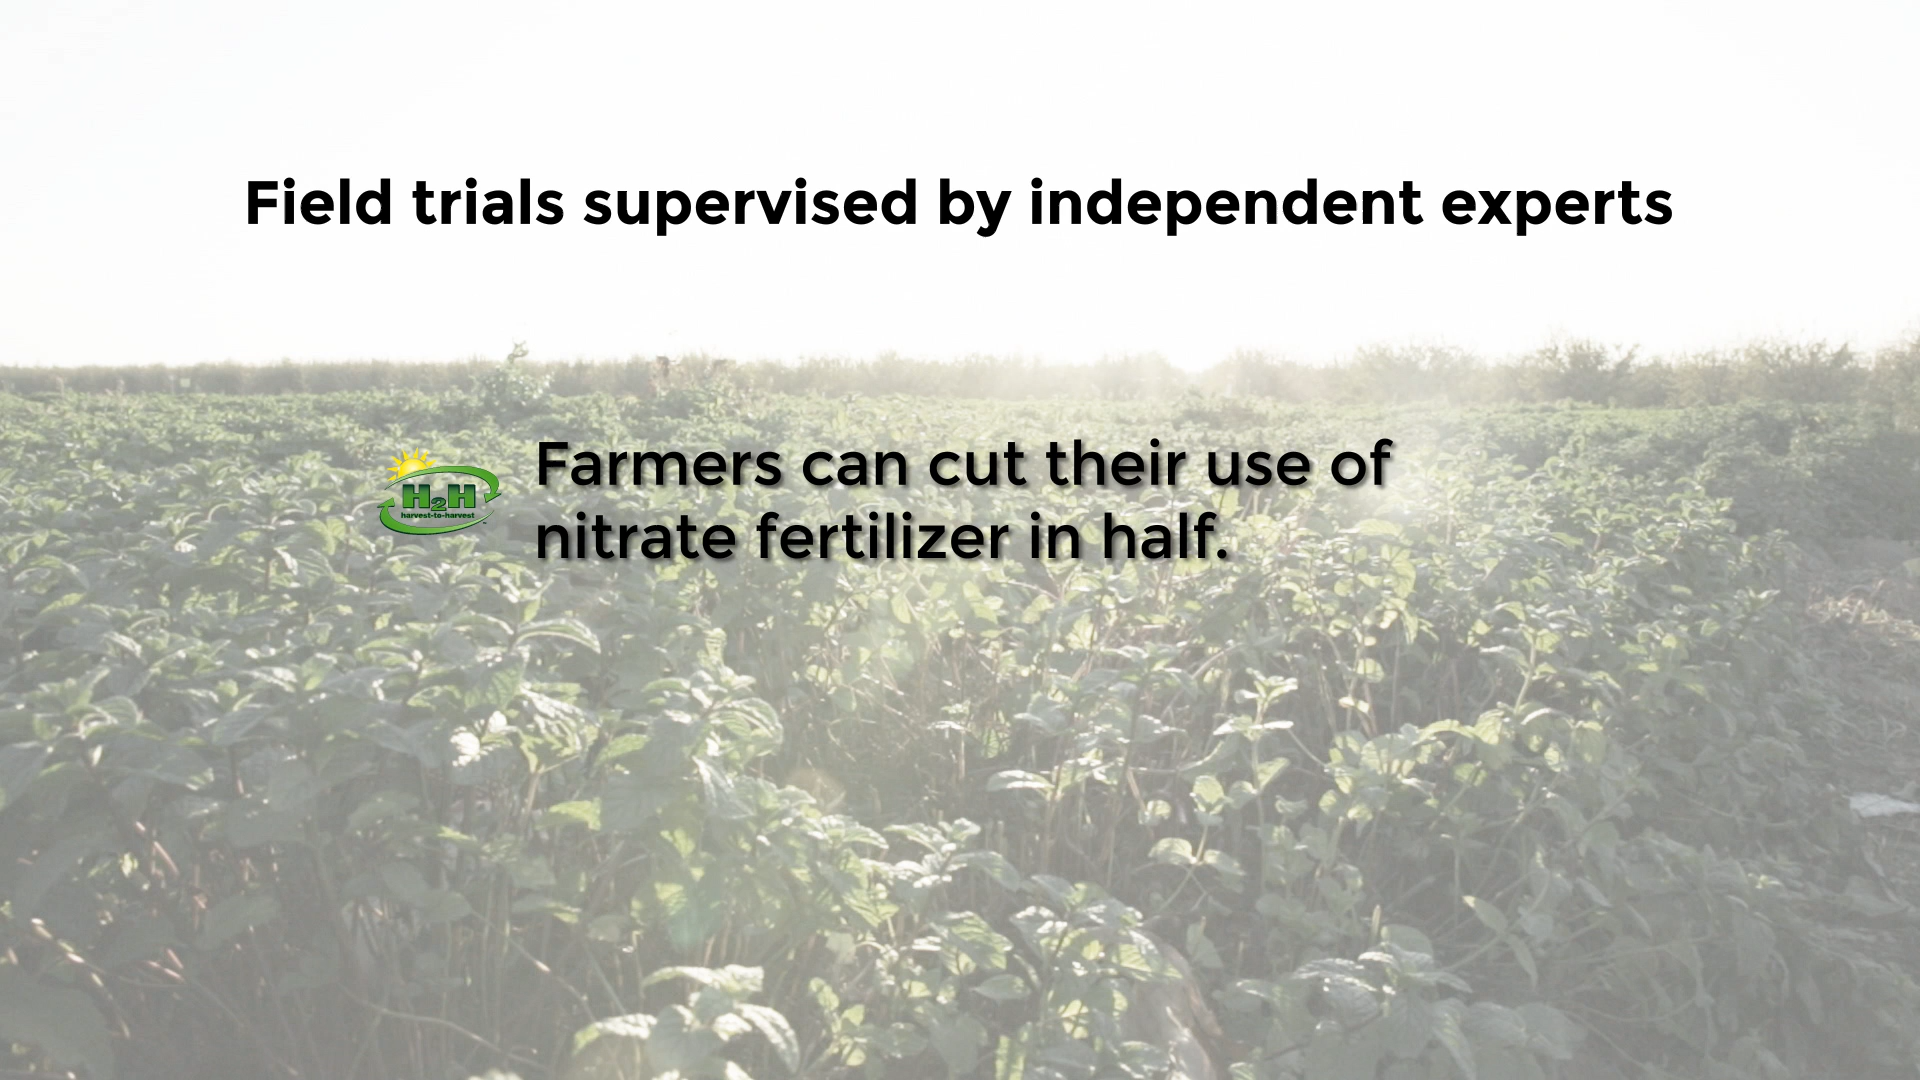 Field trials supervised by independent experts
Farmers can cut their use of
nitrate fertilizer in half.
H2H
harvest-to-harvest